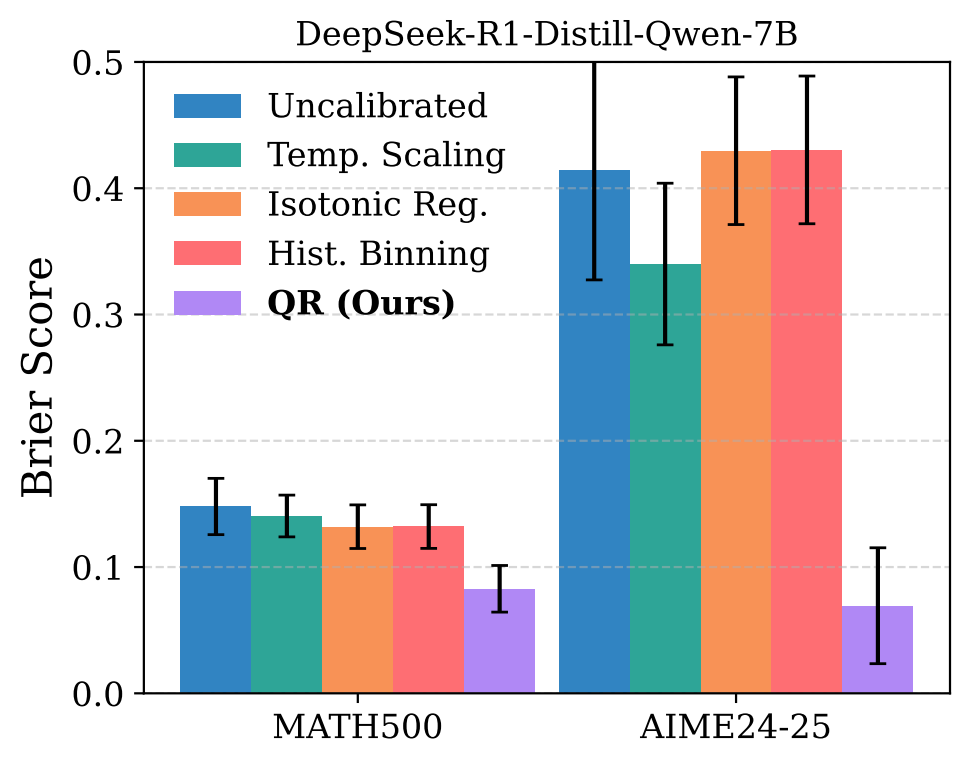 DeepSeek-R1-Distill-Qwen-7B
Brier Score
0.5
0.4
0.3
0.2
0.1
0.0
Uncalibrated
Temp. Scaling
Isotonic Reg.
Hist. Binning
QR (Ours)
MATH500
AIME24-25